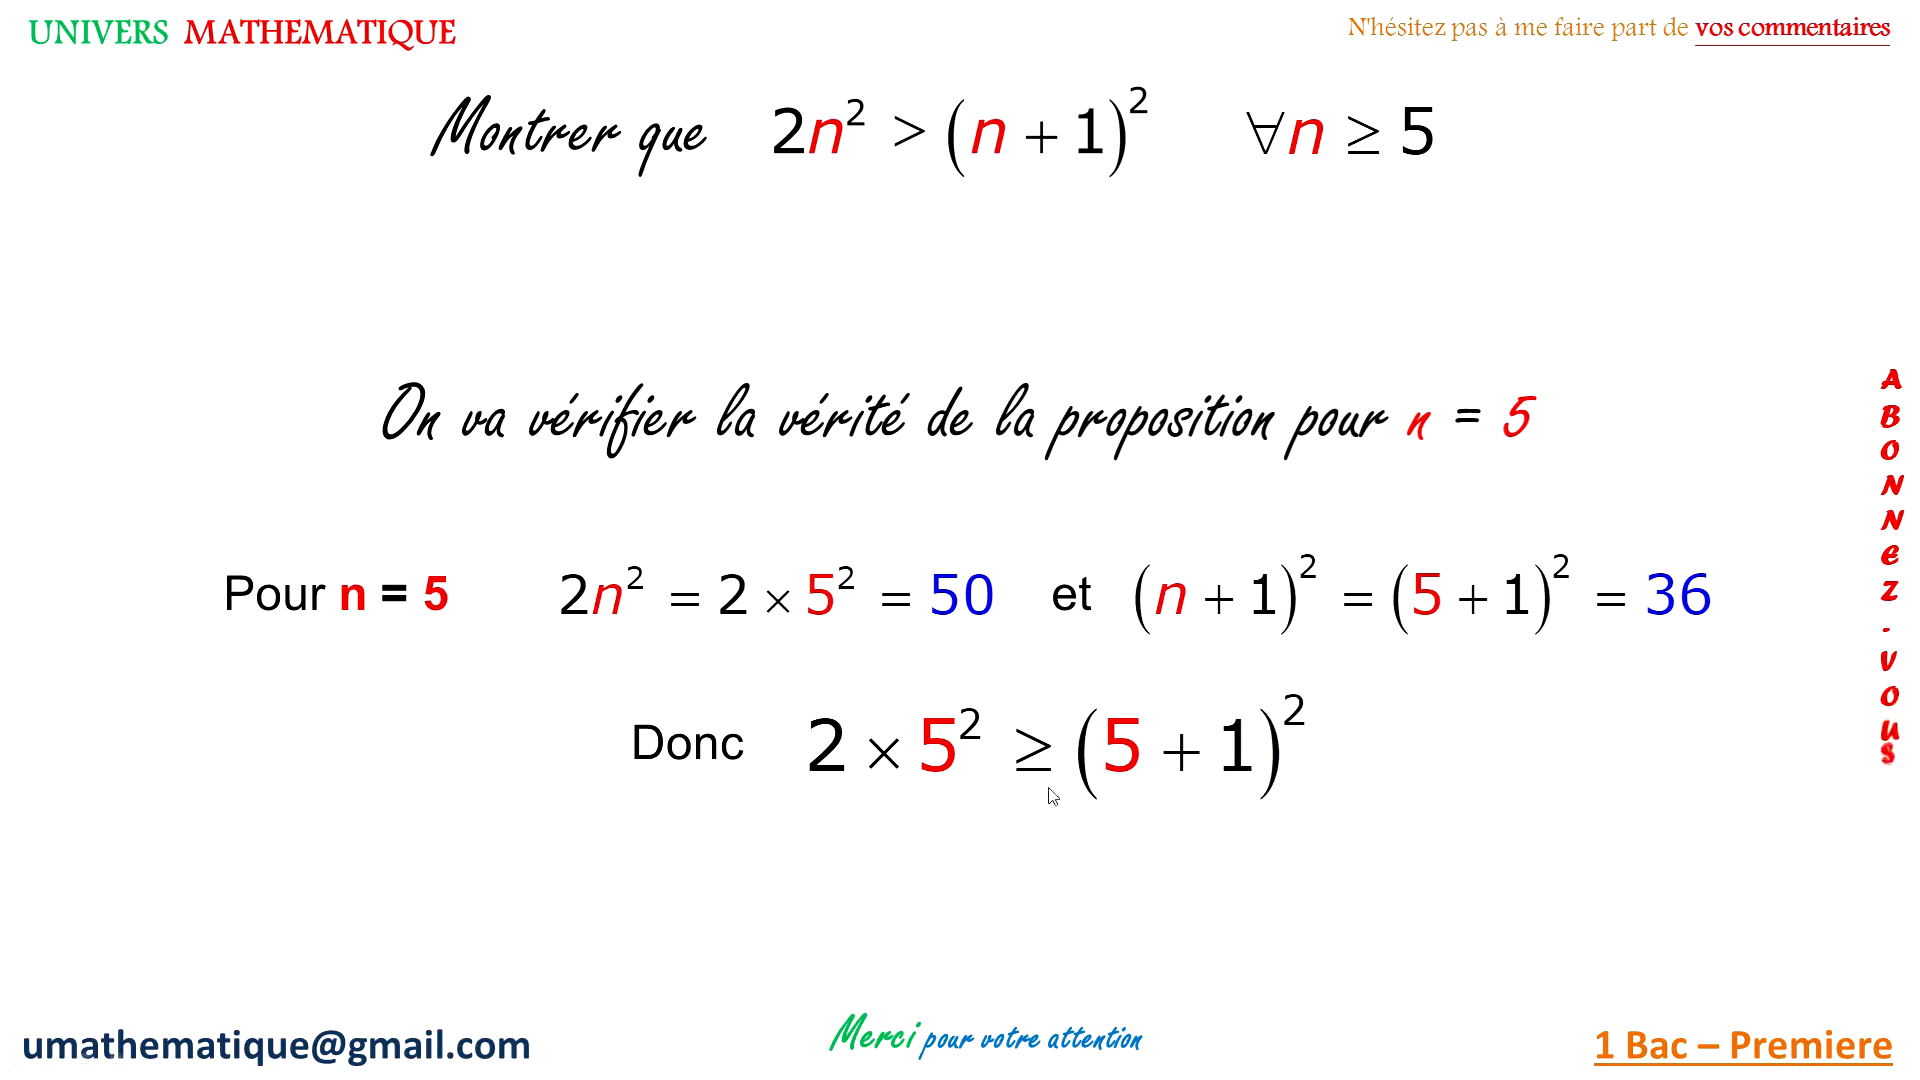 UNIVERS MATHEMATIQUE
N'hésitez pas à me faire part de vos commentaires
Montrer que 2n² > (n + 1)² ∀n ≥ 5
On va vérifier la vérité de la proposition pour n = 5
Pour n = 5 2n² = 2 × 5² = 50 et (n + 1)² = (5 + 1)² = 36
Donc 2 × 5² ≥ (5 + 1)²
ABONNEZ-VOUS
umathematique@gmail.com
Merci pour votre attention
1 Bac – Premiere